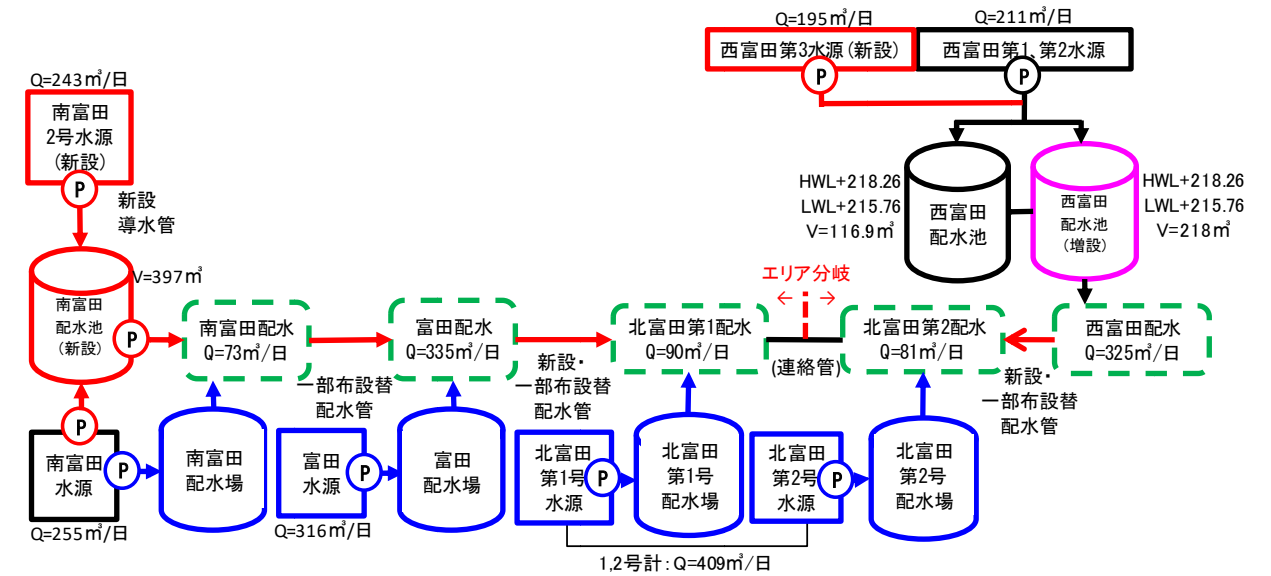 Q=195㎥/日
Q=211㎥/日
西富田第3水源(新設)
西富田第1、第2水源
P
P
Q=243㎥/日
南富田
2号水源
(新設)
P
新設
導水管
HWL+218.26
LWL+215.76
V=116.9㎥
西富田
配水池
西富田
配水池
(増設)
HWL+218.26
LWL+215.76
V=218㎥
V=397㎥
南富田
配水池
(新設)
P
エリア分岐
← →
南富田配水
Q=73㎥/日
富田配水
Q=335㎥/日
北富田第1配水
Q=90㎥/日
(連絡管)
北富田第2配水
Q=81㎥/日
西富田配水
Q=325㎥/日
一部布設替
配水管
新設・
一部布設替
配水管
新設・
一部布設替
配水管
P
南富田
水源
P
Q=255㎥/日
南富田
配水場
富田
水源
P
Q=316㎥/日
富田
配水場
北富田
第1号
水源
P
北富田
第1号
配水場
北富田
第2号
水源
P
北富田
第2号
配水場
1,2号計:Q=409㎥/日